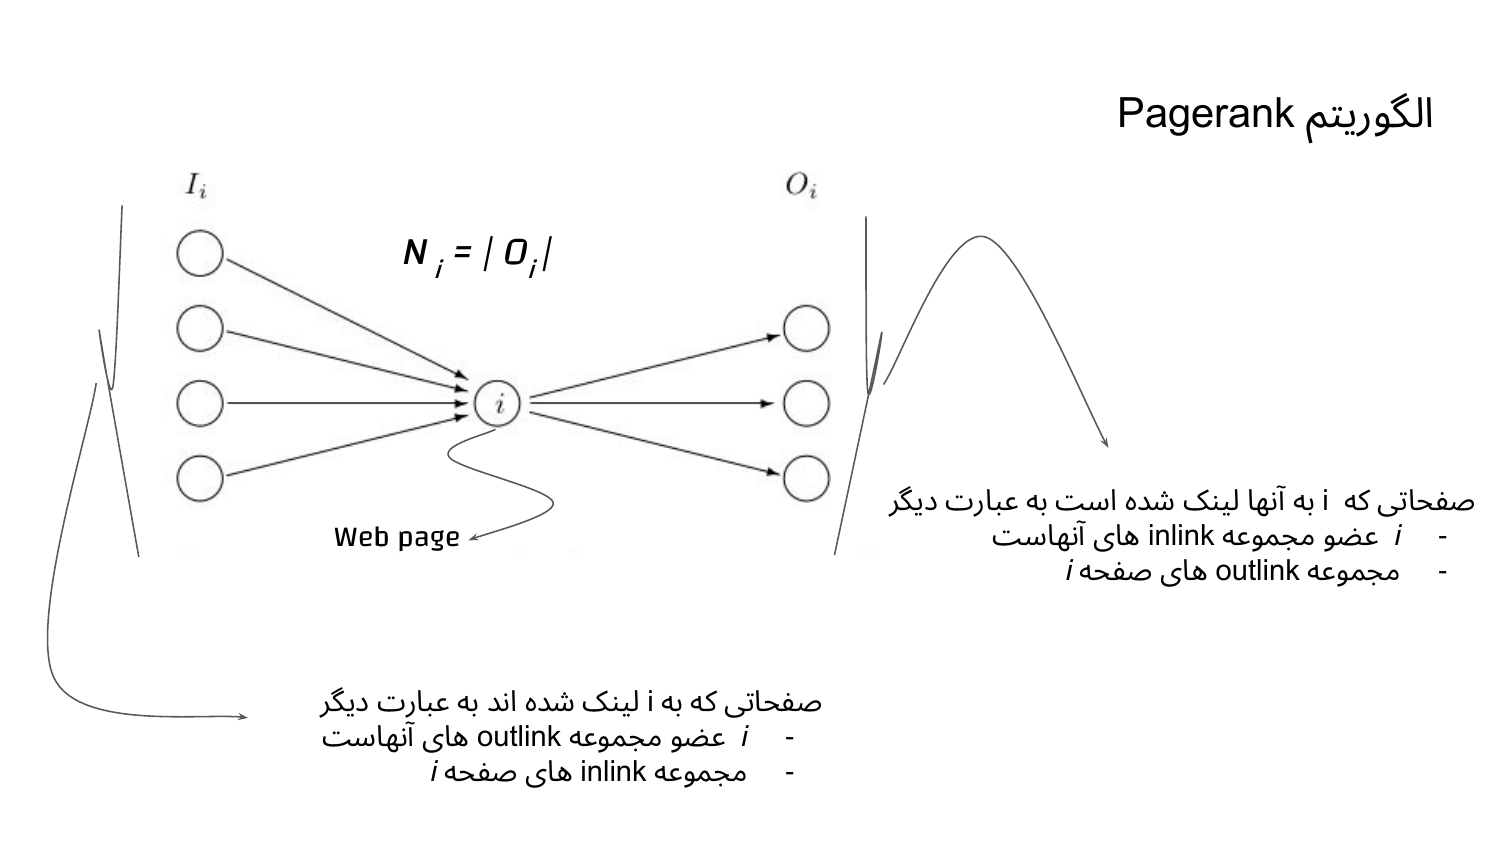 الگوریتم Pagerank
I_i
O_i
N_i = | O_i |
i
Web page
صفحاتی که i به آنها لینک شده است به عبارت دیگر
- i عضو مجموعه inlink های آنهاست
- مجموعه outlink های صفحه i
صفحاتی که به i لینک شده اند به عبارت دیگر
- i عضو مجموعه outlink های آنهاست
- مجموعه inlink های صفحه i